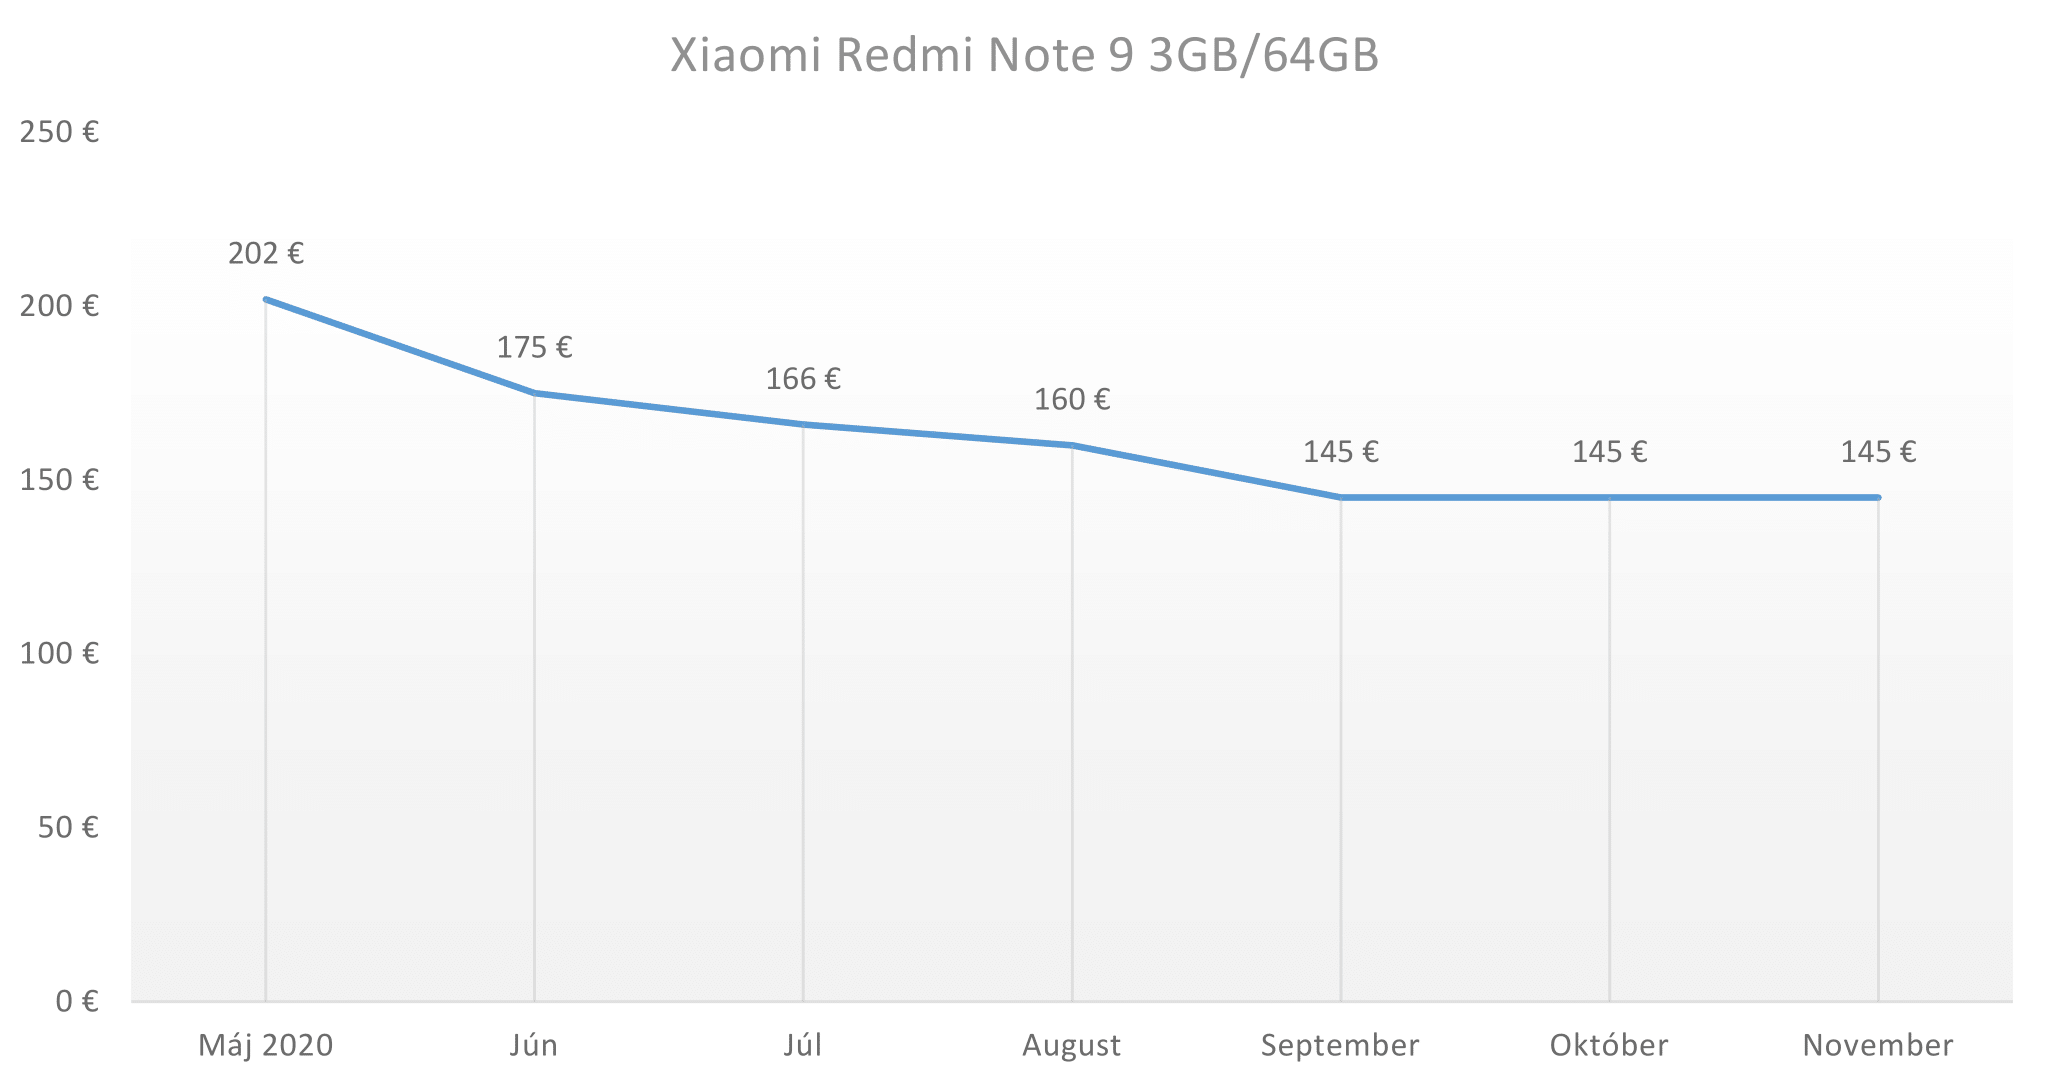 Xiaomi Redmi Note 9 3GB/64GB
250 €
202 €
200 €
175 €
166 €
160 €
150 €
145 €
145 €
145 €
100 €
50 €
0 €
Máj 2020
Jún
Júl
August
September
Október
November